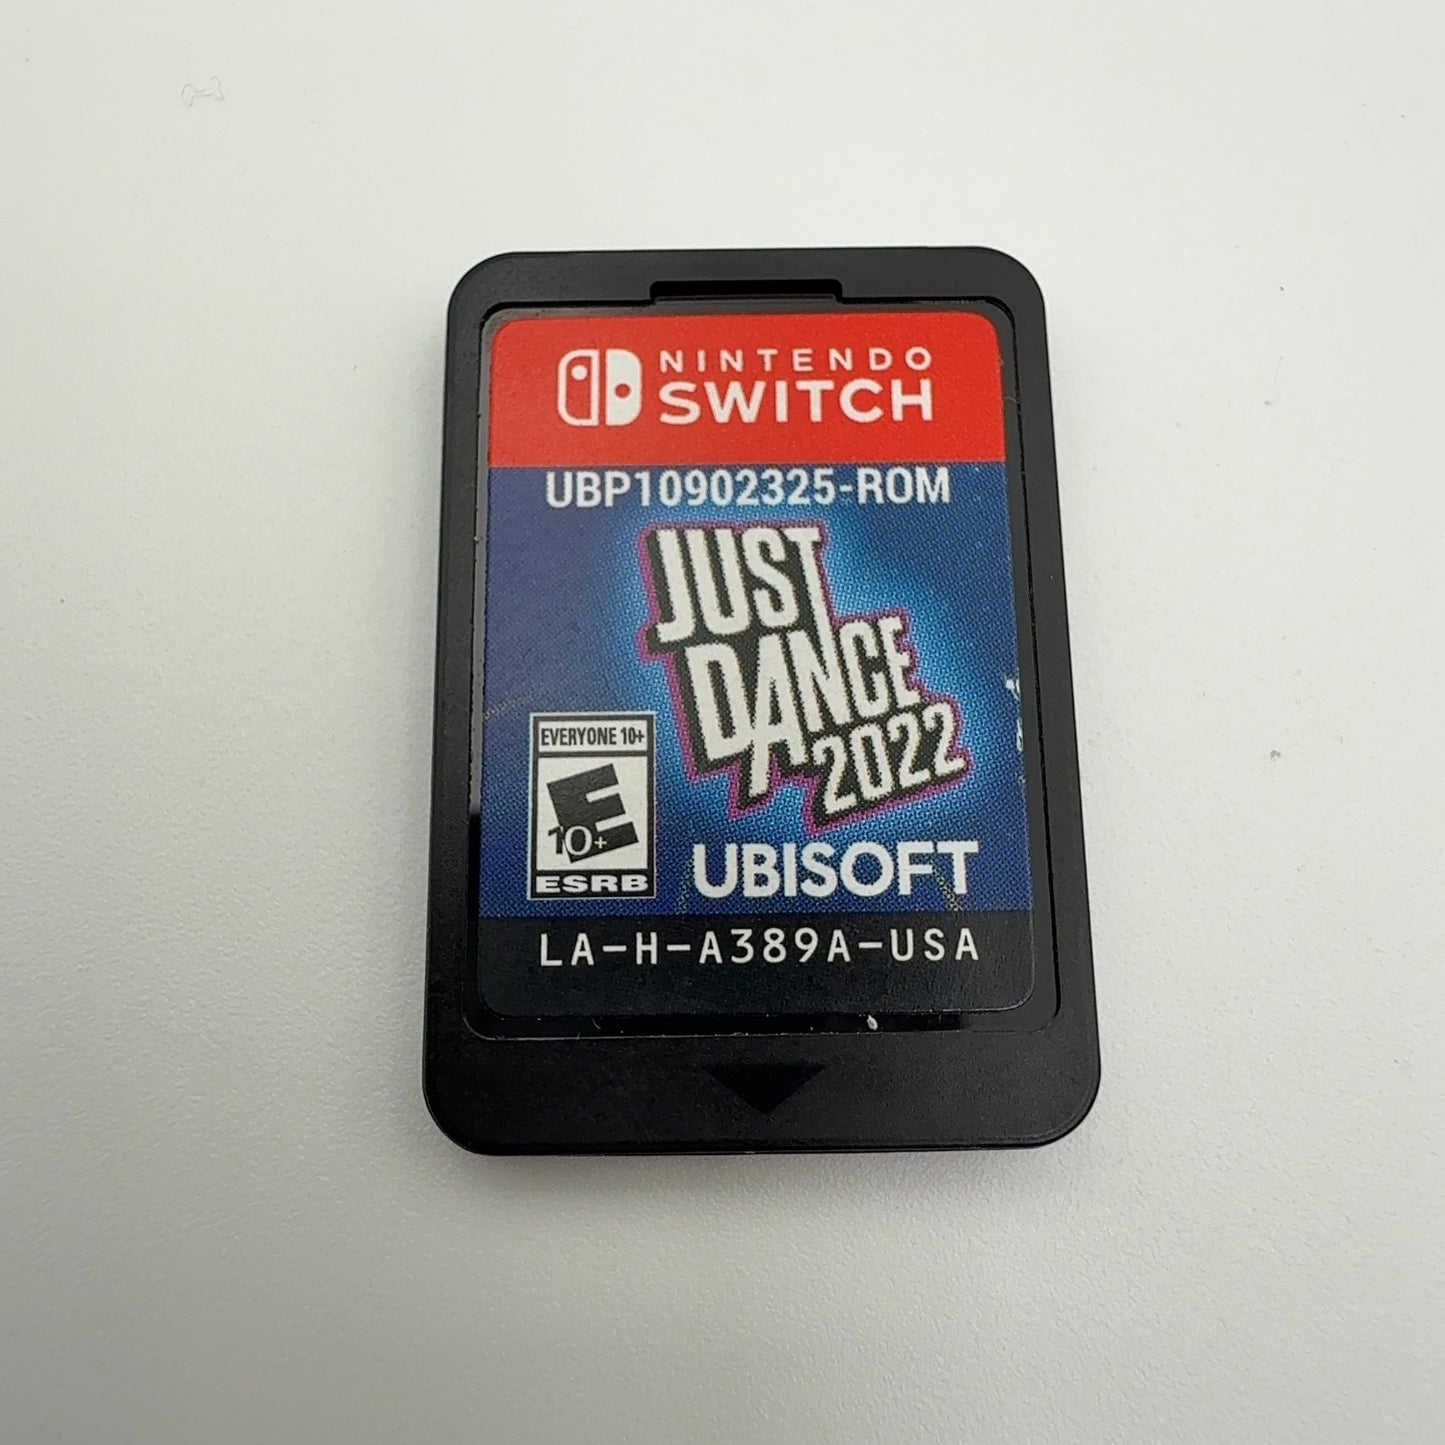 NINTENDO
SWITCH
UBP10902325-ROM
JUST
DANCE
2022
EVERYONE 10+
E
10+
ESRB
UBISOFT
LA-H-A389A-USA